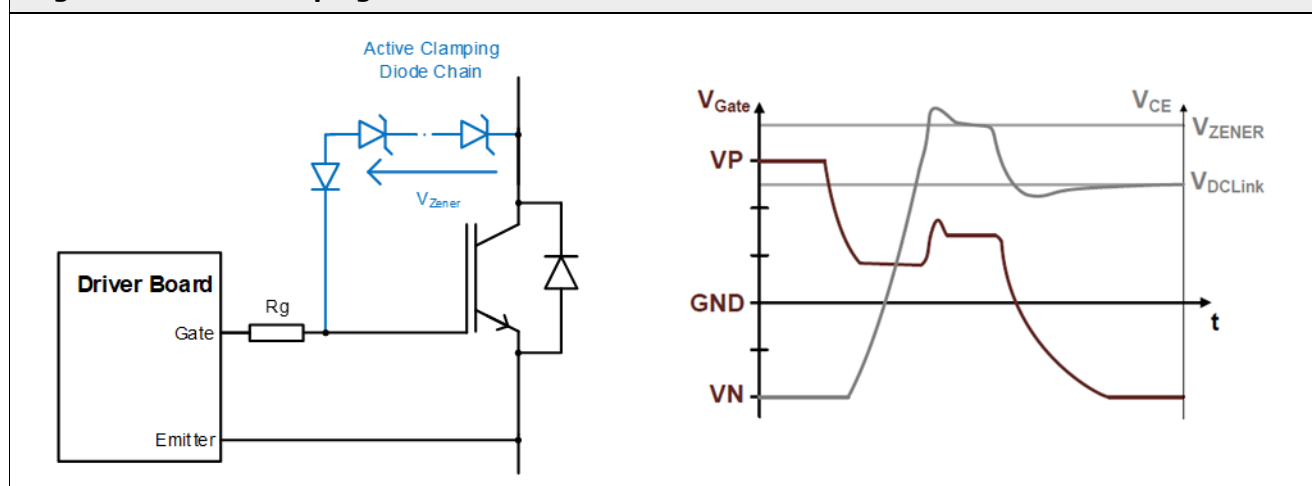 Active Clamping
Diode Chain
VZener
Driver Board
Rg
Gate
Emitter
VGate
VCE
VZENER
VP
VDCLink
GND
t
VN